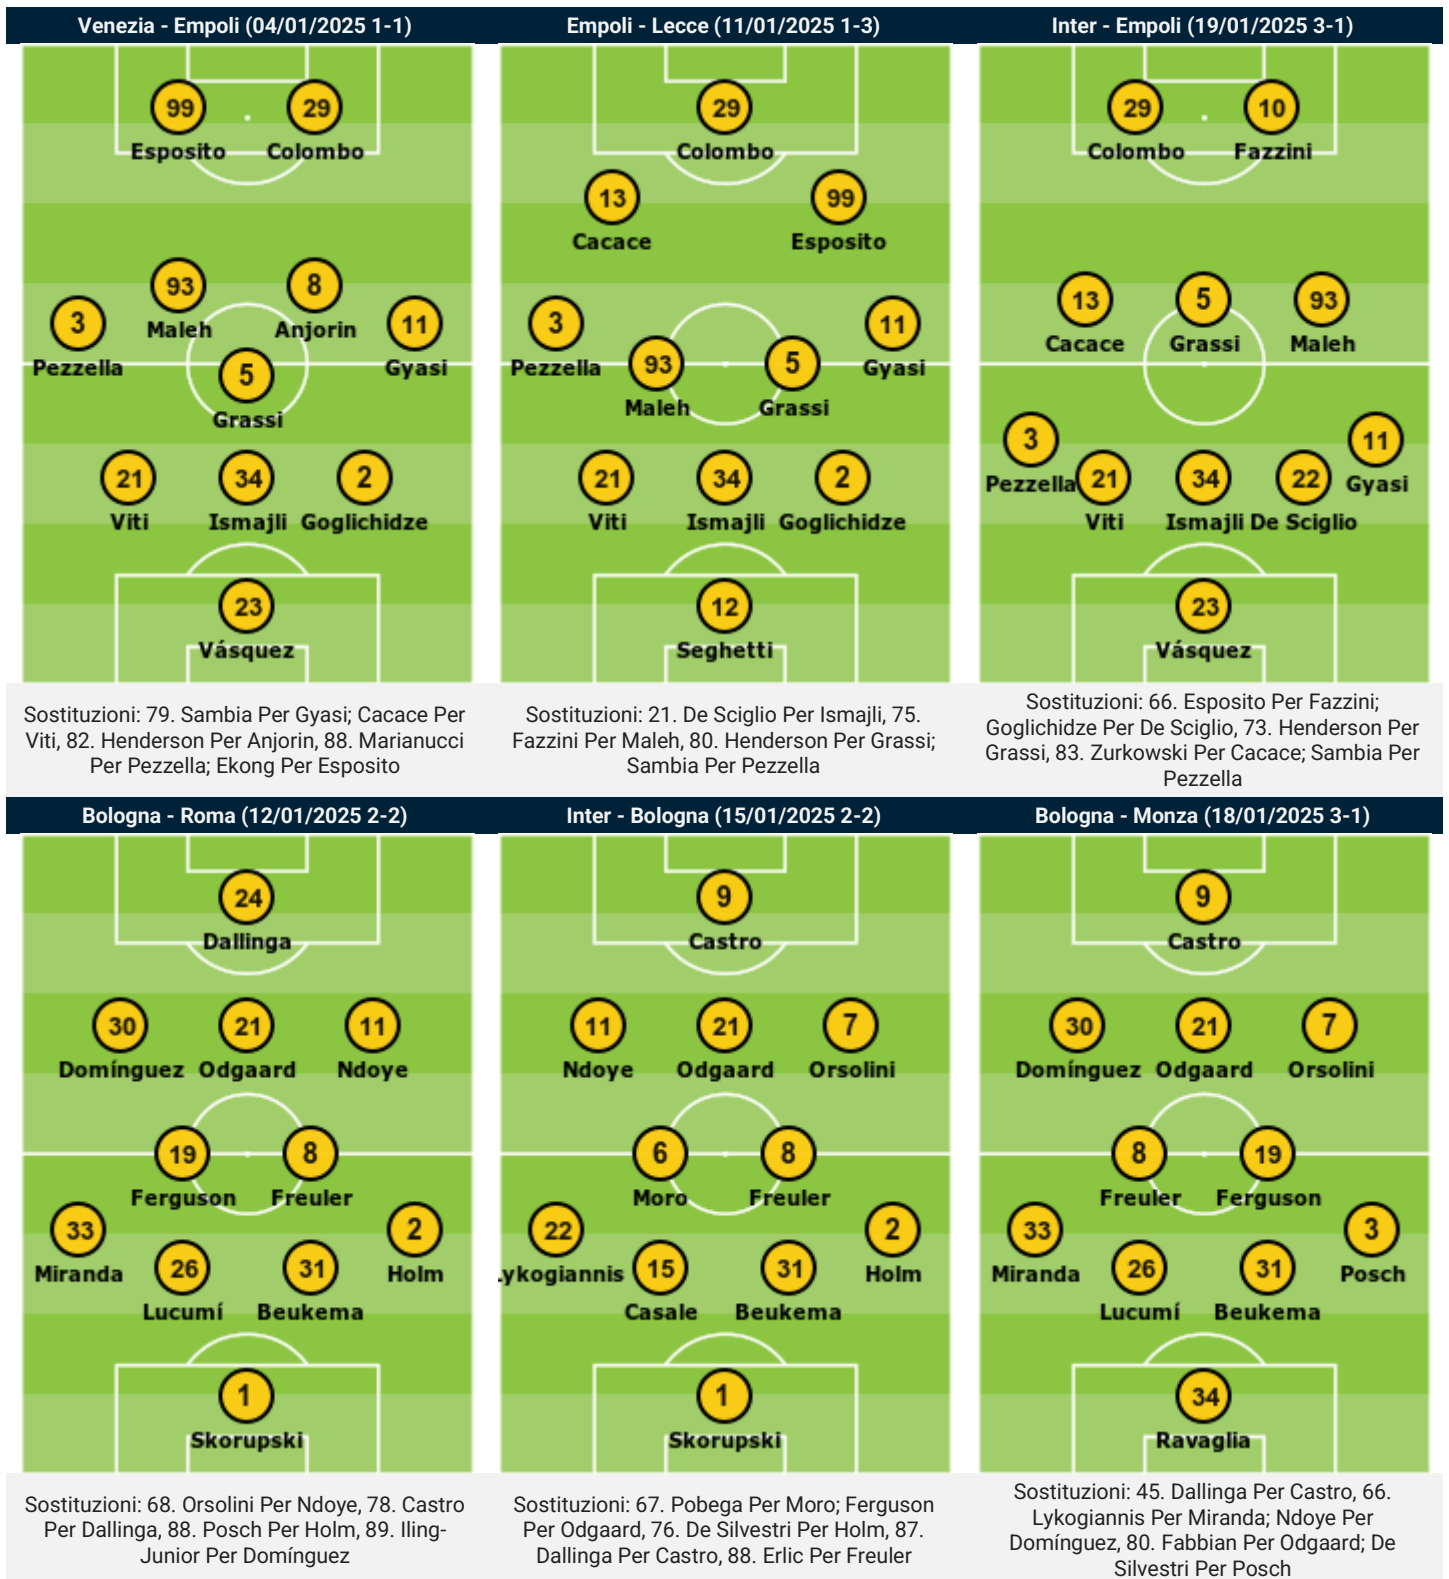 Venezia - Empoli (04/01/2025 1-1)
99 29
Esposito Colombo
93 8
Maleh Anjorin
3 11
Pezzella Gyasi
5
Grassi
21 34 2
Viti Ismajli Goglichidze
23
Vásquez
Sostituzioni: 79. Sambia Per Gyasi; Cacace Per
Viti, 82. Henderson Per Anjorin, 88. Marianucci
Per Pezzella; Ekong Per Esposito
Empoli - Lecce (11/01/2025 1-3)
29
Colombo
13 99
Cacace Esposito
3 11
Pezzella Gyasi
93 5
Maleh Grassi
21 34 2
Viti Ismajli Goglichidze
12
Seghetti
Sostituzioni: 21. De Sciglio Per Ismajli, 75.
Fazzini Per Maleh, 80. Henderson Per Grassi;
Sambia Per Pezzella
Inter - Empoli (19/01/2025 3-1)
29 10
Colombo Fazzini
13 5 93
Cacace Grassi Maleh
3 11
Pezzella Gyasi
21 34 22
Viti Ismajli De Sciglio
23
Vásquez
Sostituzioni: 66. Esposito Per Fazzini;
Goglichidze Per De Sciglio, 73. Henderson Per
Grassi, 83. Zurkowski Per Cacace; Sambia Per
Pezzella
Bologna - Roma (12/01/2025 2-2)
24
Dallinga
30 21 11
Domínguez Odgaard Ndoye
19 8
Ferguson Freuler
33 2
Miranda Holm
26 31
Lucumí Beukema
1
Skorupski
Sostituzioni: 68. Orsolini Per Ndoye, 78. Castro
Per Dallinga, 88. Posch Per Holm, 89. Iling-
Junior Per Domínguez
Inter - Bologna (15/01/2025 2-2)
9
Castro
11 21 7
Ndoye Odgaard Orsolini
6 8
Moro Freuler
22 2
Lykogiannis Holm
15 31
Casale Beukema
1
Skorupski
Sostituzioni: 67. Pobega Per Moro; Ferguson
Per Odgaard, 76. De Silvestri Per Holm, 87.
Dallinga Per Castro, 88. Erlic Per Freuler
Bologna - Monza (18/01/2025 3-1)
9
Castro
30 21 7
Domínguez Odgaard Orsolini
8 19
Freuler Ferguson
33 3
Miranda Posch
26 31
Lucumí Beukema
34
Ravaglia
Sostituzioni: 45. Dallinga Per Castro, 66.
Lykogiannis Per Miranda; Ndoye Per
Domínguez, 80. Fabbian Per Odgaard; De
Silvestri Per Posch